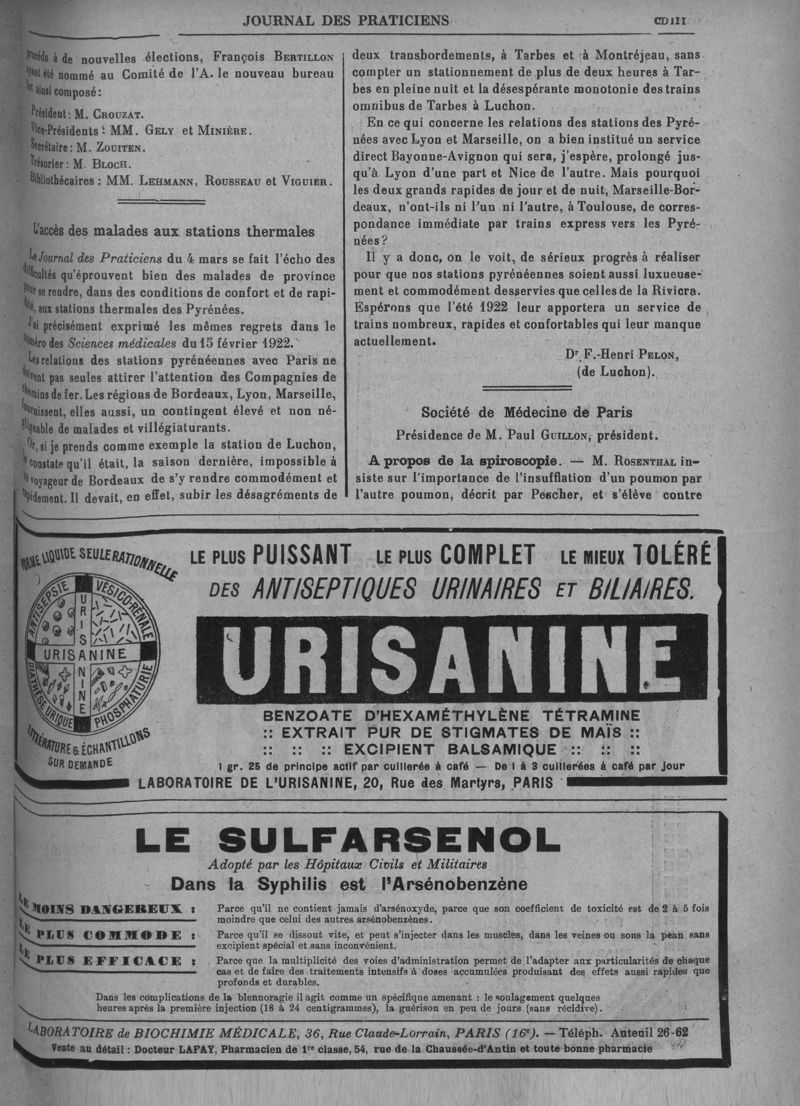 JOURNAL DES PRATICIENS
CDIII
procéda à de nouvelles élections, François BERTILLON
ayant été nommé au Comité de l'A. le nouveau bureau
fut ainsi composé:
Président: M. CROUZAT.
Vice-Présidents: MM. GELY et MINIÈRE.
Secrétaire: M. ZOUITEN.
Trésorier: M. BLOCH.
Bibliothécaires: MM. LEHMANN, ROUSSEAU et VIGUIER.
L'accès des malades aux stations thermales
Le Journal des Praticiens du 4 mars se fait l'écho des
difficultés qu'éprouvent bien des malades de province
pour se rendre, dans des conditions de confort et de rapi-
dité, aux stations thermales des Pyrénées.
J'ai précisément exprimé les mêmes regrets dans le
numéro des Sciences médicales du 15 février 1922.
Les relations des stations pyrénéennes avec Paris ne
doivent pas seules attirer l'attention des Compagnies de
chemins de fer. Les régions de Bordeaux, Lyon, Marseille,
fournissent, elles aussi, un contingent élevé et non né-
gligeable de malades et villégiaturants.
Or, si je prends comme exemple la station de Luchon,
je constate qu'il était, la saison dernière, impossible à
un voyageur de Bordeaux de s'y rendre commodément et
rapidement. Il devait, en effet, subir les désagréments de
deux transbordements, à Tarbes et à Montréjeau, sans
compter un stationnement de plus de deux heures à Tar-
bes en pleine nuit et la désespérante monotonie des trains
omnibus de Tarbes à Luchon.
En ce qui concerne les relations des stations des Pyré-
nées avec Lyon et Marseille, on a bien institué un service
direct Bayonne-Avignon qui sera, j'espère, prolongé jus-
qu'à Lyon d'une part et Nice de l'autre. Mais pourquoi
les deux grands rapides de jour et de nuit, Marseille-Bor-
deaux, n'ont-ils ni l'un ni l'autre, à Toulouse, de corres-
pondance immédiate par trains express vers les Pyré-
nées?
Il y a donc, on le voit, de sérieux progrès à réaliser
pour que nos stations pyrénéennes soient aussi luxueuse-
ment et commodément desservies que celles de la Riviera.
Espérons que l'été 1922 leur apportera un service de
trains nombreux, rapides et confortables qui leur manque
actuellement.
Dr F.-Henri PELON,
(de Luchon).
Société de Médecine de Paris
Présidence de M. Paul GUILLON, président.
A propos de la spiroscopie. — M. ROSENTHAL in-
siste sur l'importance de l'insufflation d'un poumon par
l'autre poumon, décrit par Pescher, et s'élève contre
FORME LIQUIDE SEULE RATIONNELLE
ANTISEPSIE VÉSICO-RÉNALE
URISANINE
URISANINE
DIATHÈSE URIQUE PHOSPHATURIE
LITTÉRATURE & ÉCHANTILLONS
SUR DEMANDE
LE PLUS PUISSANT LE PLUS COMPLET LE MIEUX TOLÉRÉ
DES ANTISEPTIQUES URINAIRES ET BILIAIRES.
URISANINE
BENZOATE D'HEXAMÉTHYLÈNE TÉTRAMINE
:: EXTRAIT PUR DE STIGMATES DE MAÏS ::
:: :: :: EXCIPIENT BALSAMIQUE :: :: ::
1 gr. 25 de principe actif par cuillerée à café — De 1 à 3 cuillerées à café par jour
LABORATOIRE DE L'URISANINE, 20, Rue des Martyrs, PARIS
LE SULFARSENOL
Adopté par les Hôpitaux Civils et Militaires
Dans la Syphilis est l'Arsénobenzène
LE MOINS DANGEREUX : Parce qu'il ne contient jamais d'arsénoxyde, parce que son coefficient de toxicité est de 2 à 5 fois
moindre que celui des autres arsénobenzènes.
LE PLUS COMMODE : Parce qu'il se dissout vite, et peut s'injecter dans les muscles, dans les veines ou sous la peau sans
excipient spécial et sans inconvénient.
LE PLUS EFFICACE : Parce que la multiplicité des voies d'administration permet de l'adapter aux particularités de chaque
cas et de faire des traitements intensifs à doses accumulées produisant des effets aussi rapides que
profonds et durables.
Dans les complications de la blennoragie il agit comme un spécifique amenant : le soulagement quelques
heures après la première injection (18 à 24 centigrammes), la guérison en peu de jours (sans récidive).
LABORATOIRE de BIOCHIMIE MÉDICALE, 36, Rue Claude-Lorrain, PARIS (16e). — Téléph. Auteuil 26-62
Vente au détail : Docteur LAFAY, Pharmacien de 1re classe, 54, rue de la Chaussée-d'Antin et toute bonne pharmacie